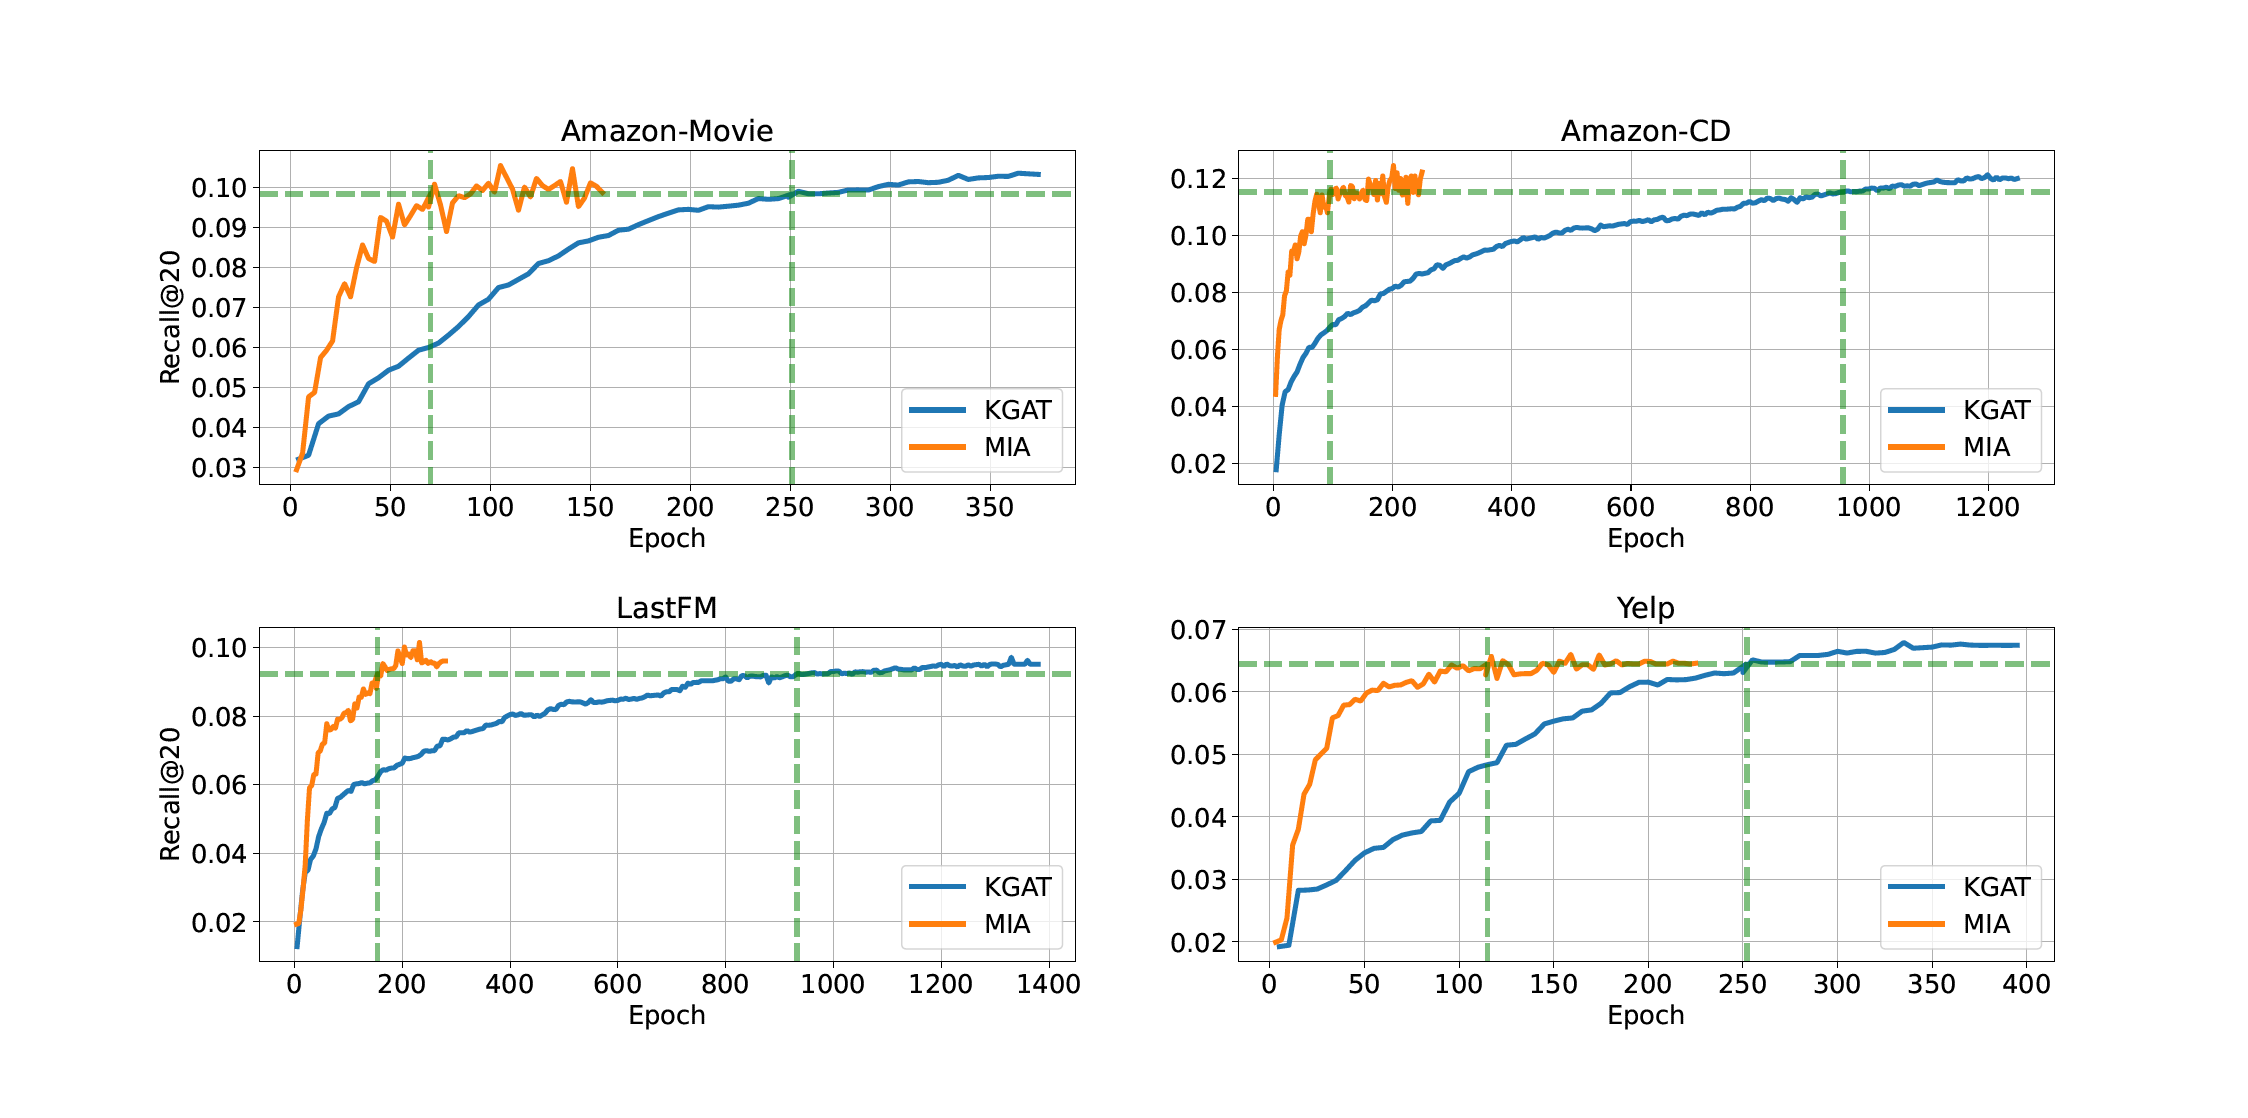 Amazon-Movie
Recall@20
0.10
0.09
0.08
0.07
0.06
0.05
0.04
0.03
0 50 100 150 200 250 300 350
Epoch
KGAT
MIA
Amazon-CD
0.12
0.10
0.08
0.06
0.04
0.02
0 200 400 600 800 1000 1200
Epoch
KGAT
MIA
LastFM
Recall@20
0.10
0.08
0.06
0.04
0.02
0 200 400 600 800 1000 1200 1400
Epoch
KGAT
MIA
Yelp
0.07
0.06
0.05
0.04
0.03
0.02
0 50 100 150 200 250 300 350 400
Epoch
KGAT
MIA